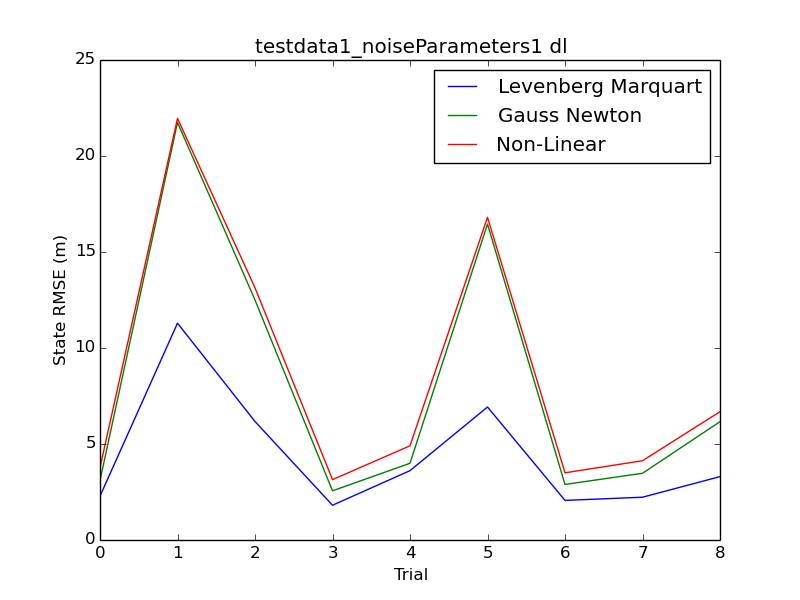 testdata1_noiseParameters1 dl
Levenberg Marquart
Gauss Newton
Non-Linear
State RMSE (m)
25
20
15
10
5
0
0 1 2 3 4 5 6 7 8
Trial